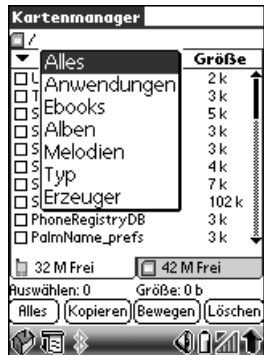 Kartenmanager
/
Größe
Alles
Anwendungen
Ebooks
Alben
Melodien
Typ
Erzeuger
U 2 k
T 3 k
S 5 k
S 3 k
S 3 k
S 4 k
S 7 k
S 102 k
PhoneRegistryDB 3 k
PalmName_prefs 3 k
32 M Frei 42 M Frei
Auswählen: 0 Größe: 0 b
Alles Kopieren Bewegen Löschen